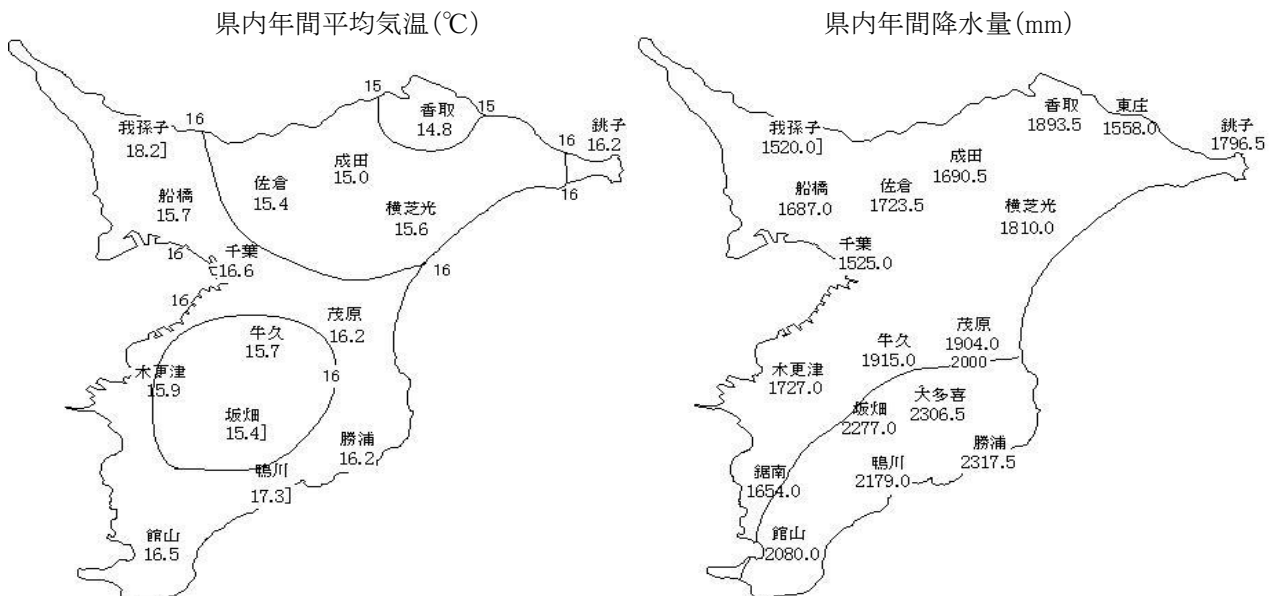 県内年間平均気温(℃)
15
香取
14.8
15
我孫子
18.2]
16
銚子
16.2
16
16
成田
15.0
佐倉
15.4
船橋
15.7
横芝光
15.6
16
千葉
16.6
16
16
茂原
16.2
牛久
15.7
木更津
15.9
16
坂畑
15.4]
勝浦
16.2
鴨川
17.3]
館山
16.5
県内年間降水量(mm)
香取
1893.5
東庄
1558.0
銚子
1796.5
我孫子
1520.0]
成田
1690.5
船橋
1687.0
佐倉
1723.5
横芝光
1810.0
千葉
1525.0
茂原
1904.0
2000
牛久
1915.0
木更津
1727.0
大多喜
2306.5
坂畑
2277.0
勝浦
2317.5
鴨川
2179.0
鋸南
1654.0
館山
2080.0